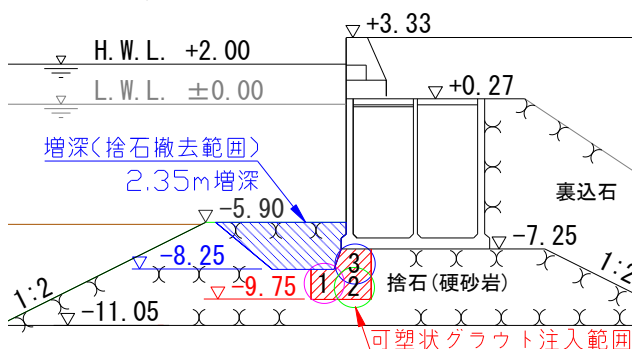 +3.33
H.W.L. +2.00
L.W.L. ±0.00
+0.27
増深(捨石撤去範囲)
2.35m増深
裏込石
-5.90
-7.25
-8.25
3
捨石(硬砂岩)
1:2
1:2
-9.75
1
2
-11.05
可塑状グラウト注入範囲